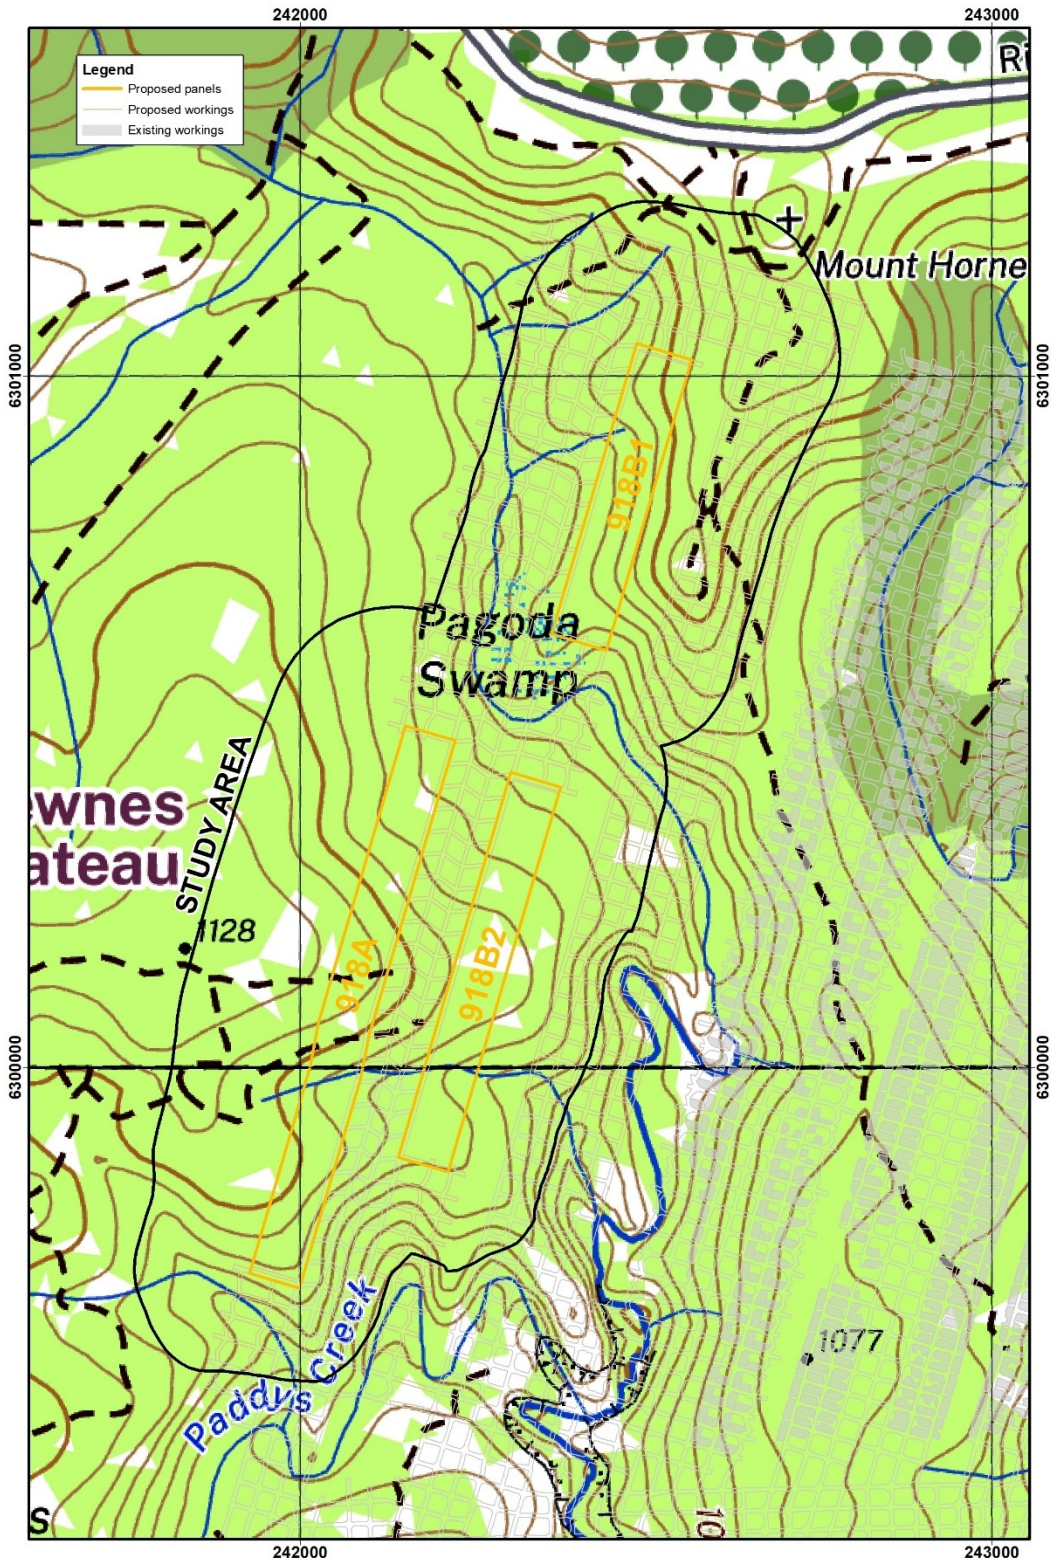 242000
243000
Legend
Proposed panels
Proposed workings
Existing workings
Ri
Mount Horne
6301000
6301000
918B1
Pagoda
Swamp
STUDY AREA
ewnes
ateau
1128
918A
918B2
6300000
6300000
Paddys Creek
1077
S
10
242000
243000